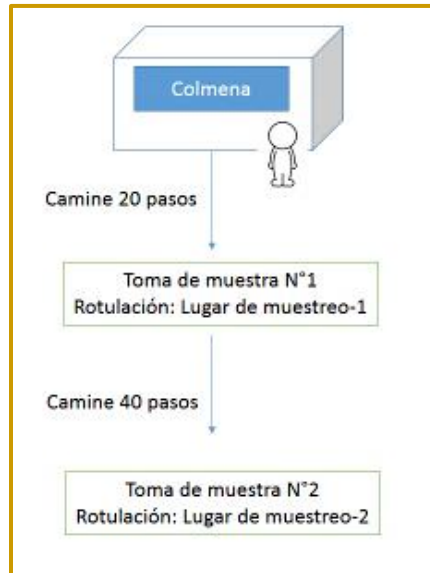 Colmena
Camine 20 pasos
Toma de muestra N°1
Rotulación: Lugar de muestreo-1
Camine 40 pasos
Toma de muestra N°2
Rotulación: Lugar de muestreo-2